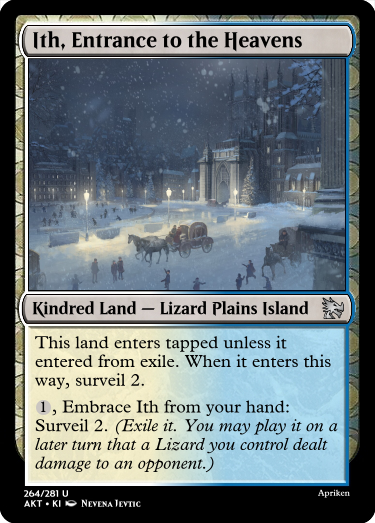 Ith, Entrance to the Heavens
Kindred Land — Lizard Plains Island
This land enters tapped unless it
entered from exile. When it enters this
way, surveil 2.
1, Embrace Ith from your hand:
Surveil 2. (Exile it. You may play it on a
later turn that a Lizard you control dealt
damage to an opponent.)
264/281 U
Apriken
AKT • KI Nevena Jevtic